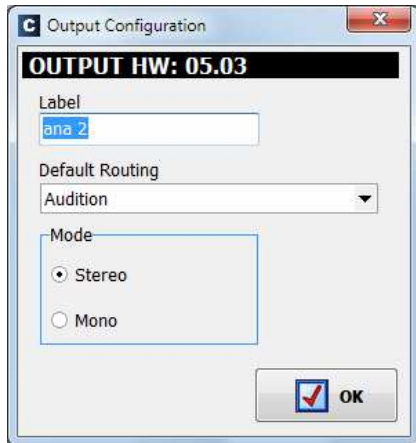 C Output Configuration
OUTPUT HW: 05.03
Label
ana 2
Default Routing
Audition
Mode
Stereo
Mono
OK